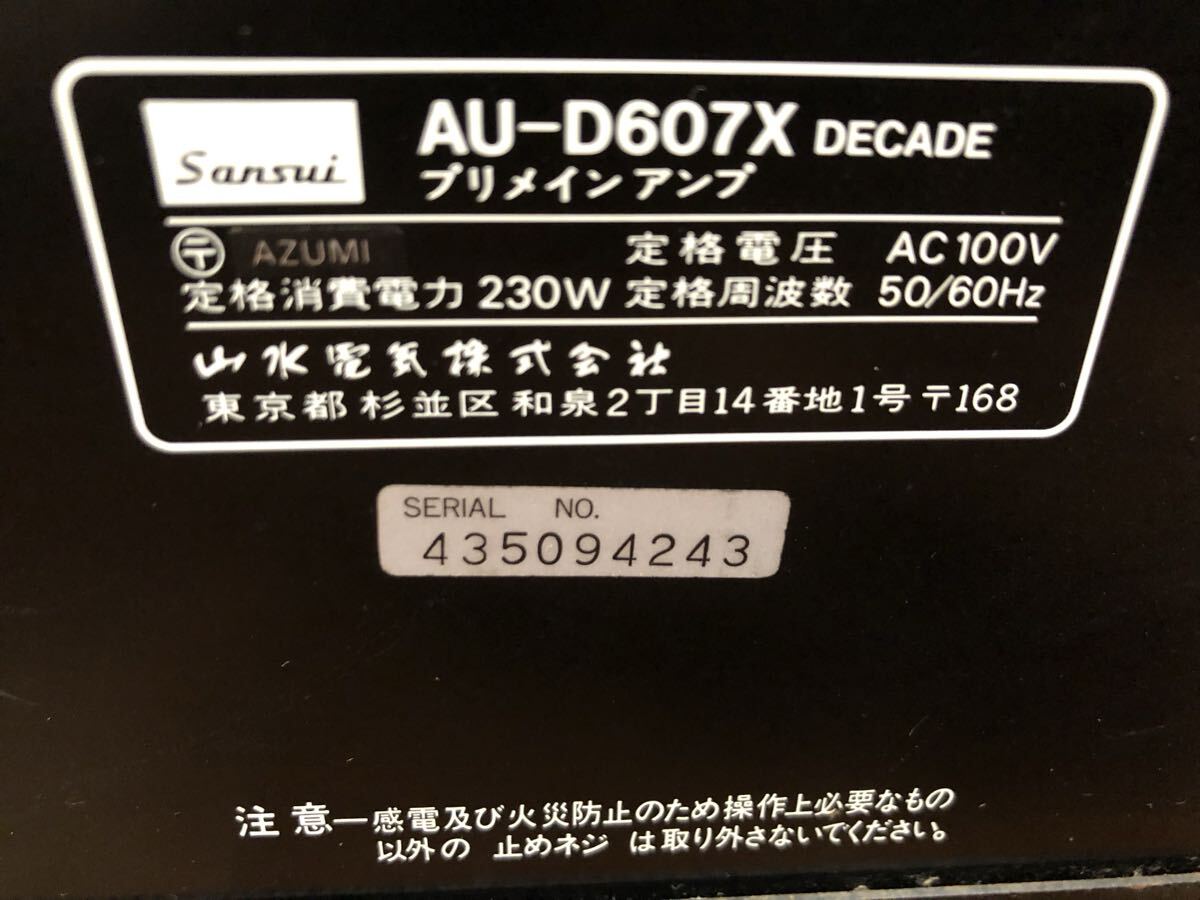 Sansui
AU-D607X DECADE
プリメインアンプ
〒 AZUMI 定格電圧 AC100V
定格消費電力 230W 定格周波数 50/60Hz
山水電気株式会社
東京都杉並区和泉2丁目14番地1号〒168
SERIAL NO.
435094243
注意—感電及び火災防止のため操作上必要なもの
以外の 止めネジ は取り外さないでください。